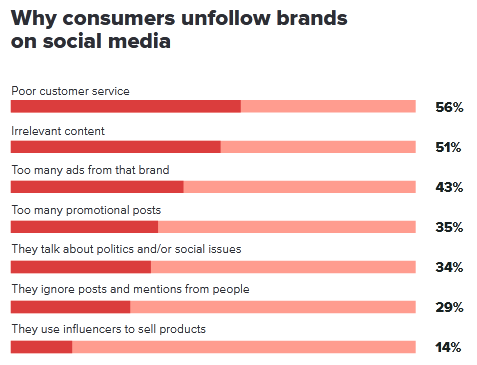 Why consumers unfollow brands
on social media
Poor customer service
56%
Irrelevant content
51%
Too many ads from that brand
43%
Too many promotional posts
35%
They talk about politics and/or social issues
34%
They ignore posts and mentions from people
29%
They use influencers to sell products
14%